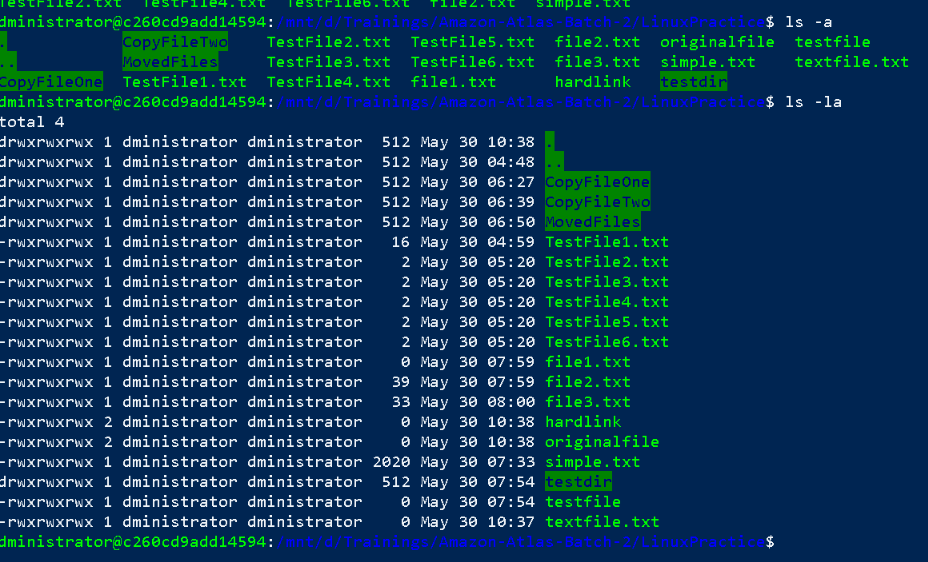 TestFile2.txt  TestFile4.txt  TestFile6.txt  file2.txt  simple.txt
dministrator@c260cd9add14594:/mnt/d/Trainings/Amazon-Atlas-Batch-2/LinuxPractice$ ls -a
.            CopyFileTwo    TestFile2.txt  TestFile5.txt  file2.txt  originalfile  testfile
..           MovedFiles     TestFile3.txt  TestFile6.txt  file3.txt  simple.txt    textfile.txt
CopyFileOne  TestFile1.txt  TestFile4.txt  file1.txt      hardlink   testdir
dministrator@c260cd9add14594:/mnt/d/Trainings/Amazon-Atlas-Batch-2/LinuxPractice$ ls -la
total 4
drwxrwxrwx 1 dministrator dministrator  512 May 30 10:38 .
drwxrwxrwx 1 dministrator dministrator  512 May 30 04:48 ..
drwxrwxrwx 1 dministrator dministrator  512 May 30 06:27 CopyFileOne
drwxrwxrwx 1 dministrator dministrator  512 May 30 06:39 CopyFileTwo
drwxrwxrwx 1 dministrator dministrator  512 May 30 06:50 MovedFiles
-rwxrwxrwx 1 dministrator dministrator   16 May 30 04:59 TestFile1.txt
-rwxrwxrwx 1 dministrator dministrator    2 May 30 05:20 TestFile2.txt
-rwxrwxrwx 1 dministrator dministrator    2 May 30 05:20 TestFile3.txt
-rwxrwxrwx 1 dministrator dministrator    2 May 30 05:20 TestFile4.txt
-rwxrwxrwx 1 dministrator dministrator    2 May 30 05:20 TestFile5.txt
-rwxrwxrwx 1 dministrator dministrator    2 May 30 05:20 TestFile6.txt
-rwxrwxrwx 1 dministrator dministrator    0 May 30 07:59 file1.txt
-rwxrwxrwx 1 dministrator dministrator   39 May 30 07:59 file2.txt
-rwxrwxrwx 1 dministrator dministrator   33 May 30 08:00 file3.txt
-rwxrwxrwx 2 dministrator dministrator    0 May 30 10:38 hardlink
-rwxrwxrwx 2 dministrator dministrator    0 May 30 10:38 originalfile
-rwxrwxrwx 1 dministrator dministrator 2020 May 30 07:33 simple.txt
drwxrwxrwx 1 dministrator dministrator  512 May 30 07:54 testdir
-rwxrwxrwx 1 dministrator dministrator    0 May 30 07:54 testfile
-rwxrwxrwx 1 dministrator dministrator    0 May 30 10:37 textfile.txt
dministrator@c260cd9add14594:/mnt/d/Trainings/Amazon-Atlas-Batch-2/LinuxPractice$